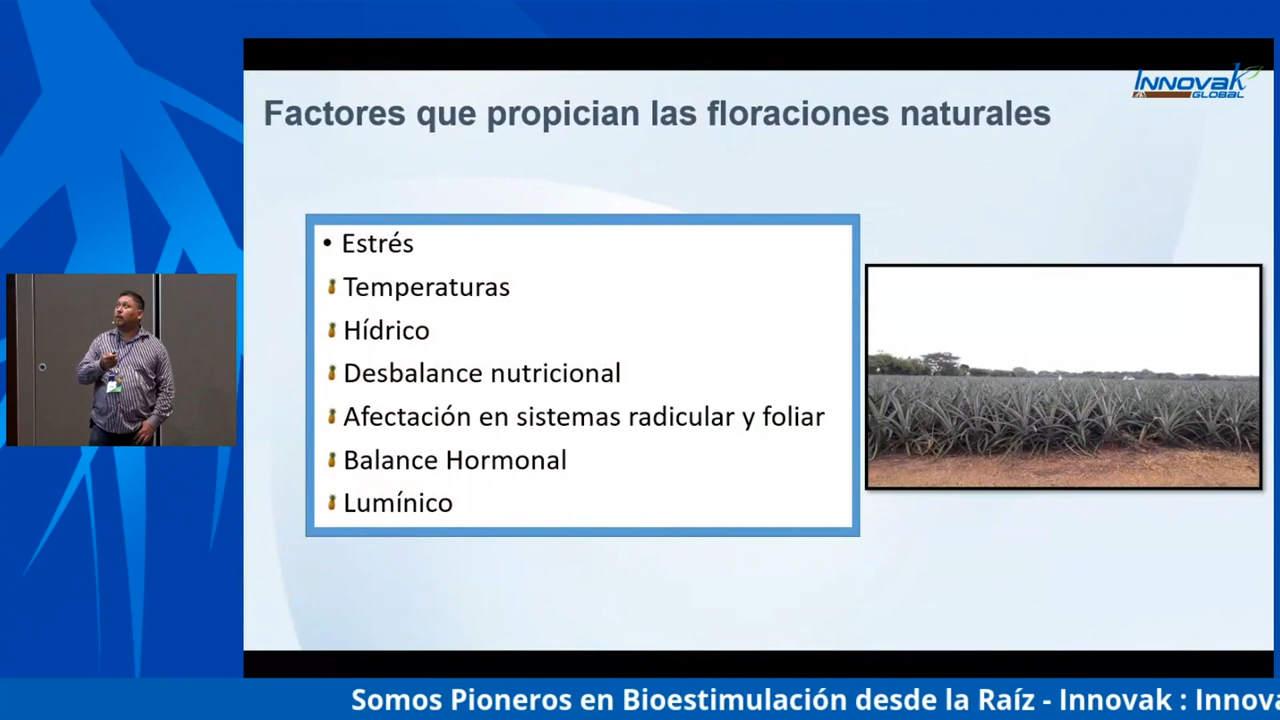 Innovak
GLOBAL
Factores que propician las floraciones naturales
• Estrés
Temperaturas
Hídrico
Desbalance nutricional
Afectación en sistemas radicular y foliar
Balance Hormonal
Lumínico
Somos Pioneros en Bioestimulación desde la Raíz - Innovak : Innova